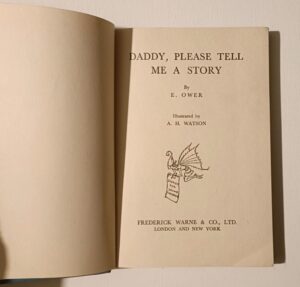 DADDY, PLEASE TELL
ME A STORY
By
E. OWER
Illustrated by
A. H. WATSON
FREDERICK WARNE & CO., LTD.
LONDON AND NEW YORK